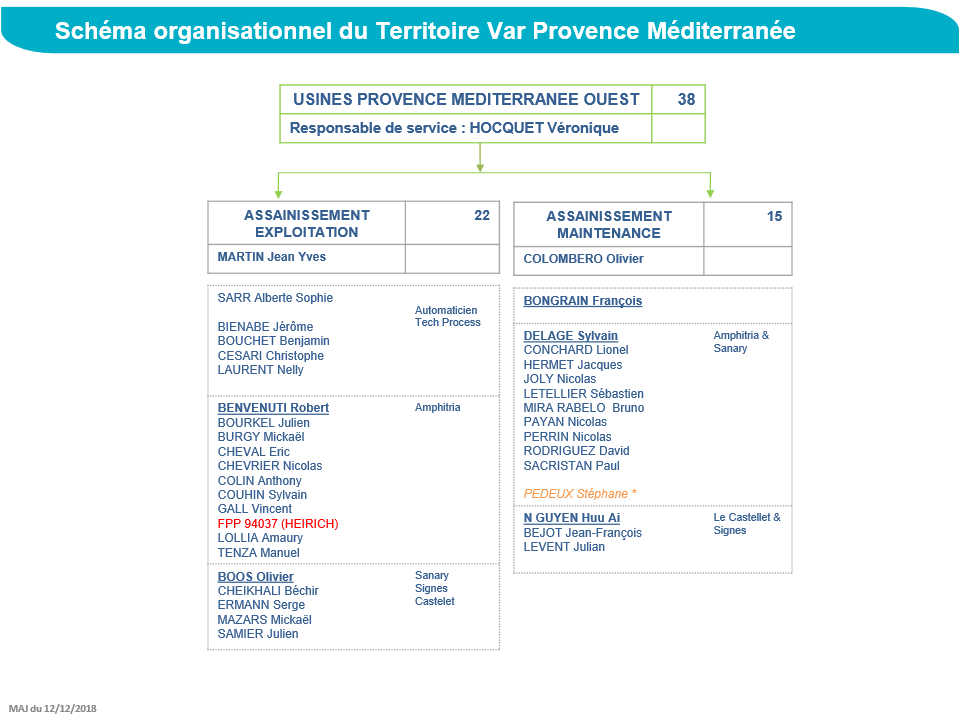 Schéma organisationnel du Territoire Var Provence Méditerranée
USINES PROVENCE MEDITERRANEE OUEST 38
Responsable de service : HOCQUET Véronique
ASSAINISSEMENT EXPLOITATION 22
MARTIN Jean Yves
SARR Alberte Sophie
Automaticien
Tech Process
BIENABE Jérôme
BOUCHET Benjamin
CESARI Christophe
LAURENT Nelly
BENVENUTI Robert Amphitria
BOURKEL Julien
BURGY Mickaël
CHEVAL Eric
CHEVRIER Nicolas
COLIN Anthony
COUHIN Sylvain
GALL Vincent
FPP 94037 (HEIRICH)
LOLLIA Amaury
TENZA Manuel
BOOS Olivier Sanary
CHEIKHALI Béchir Signes
ERMANN Serge Castelet
MAZARS Mickaël
SAMIER Julien
ASSAINISSEMENT MAINTENANCE 15
COLOMBERO Olivier
BONGRAIN François
DELAGE Sylvain Amphitria &
CONCHARD Lionel Sanary
HERMET Jacques
JOLY Nicolas
LETELLIER Sébastien
MIRA RABELO  Bruno
PAYAN Nicolas
PERRIN Nicolas
RODRIGUEZ David
SACRISTAN Paul
PEDEUX Stéphane *
N GUYEN Huu Ai Le Castellet &
BEJOT Jean-François Signes
LEVENT Julian
MAJ du 12/12/2018